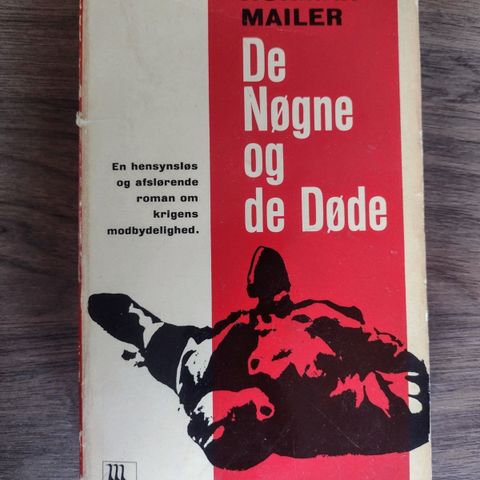 MAILER
De
Nøgne
og
de Døde
En hensynsløs
og afslørende
roman om
krigens
modbydelighed.